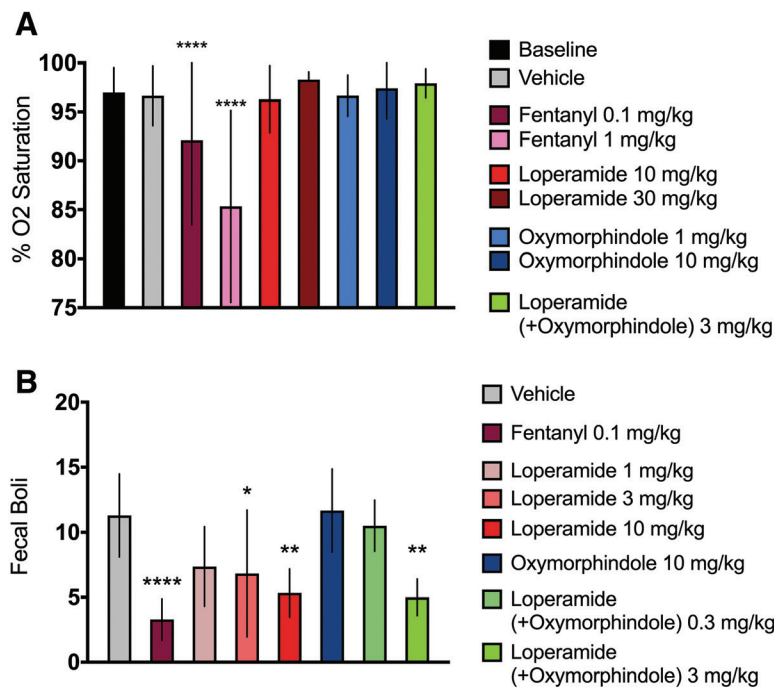 A
**** ****
100
95
90
85
80
75
% O2 Saturation
Baseline
Vehicle
Fentanyl 0.1 mg/kg
Fentanyl 1 mg/kg
Loperamide 10 mg/kg
Loperamide 30 mg/kg
Oxymorphindole 1 mg/kg
Oxymorphindole 10 mg/kg
Loperamide
(+Oxymorphindole) 3 mg/kg
B
20
15
10
5
0
Fecal Boli
**** * ** **
Vehicle
Fentanyl 0.1 mg/kg
Loperamide 1 mg/kg
Loperamide 3 mg/kg
Loperamide 10 mg/kg
Oxymorphindole 10 mg/kg
Loperamide
(+Oxymorphindole) 0.3 mg/kg
Loperamide
(+Oxymorphindole) 3 mg/kg